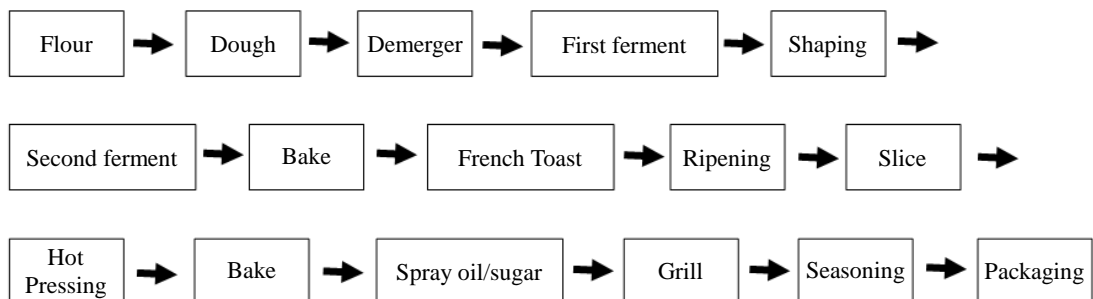 Flour
Dough
Demerger
First ferment
Shaping
Second ferment
Bake
French Toast
Ripening
Slice
Hot
Pressing
Bake
Spray oil/sugar
Grill
Seasoning
Packaging